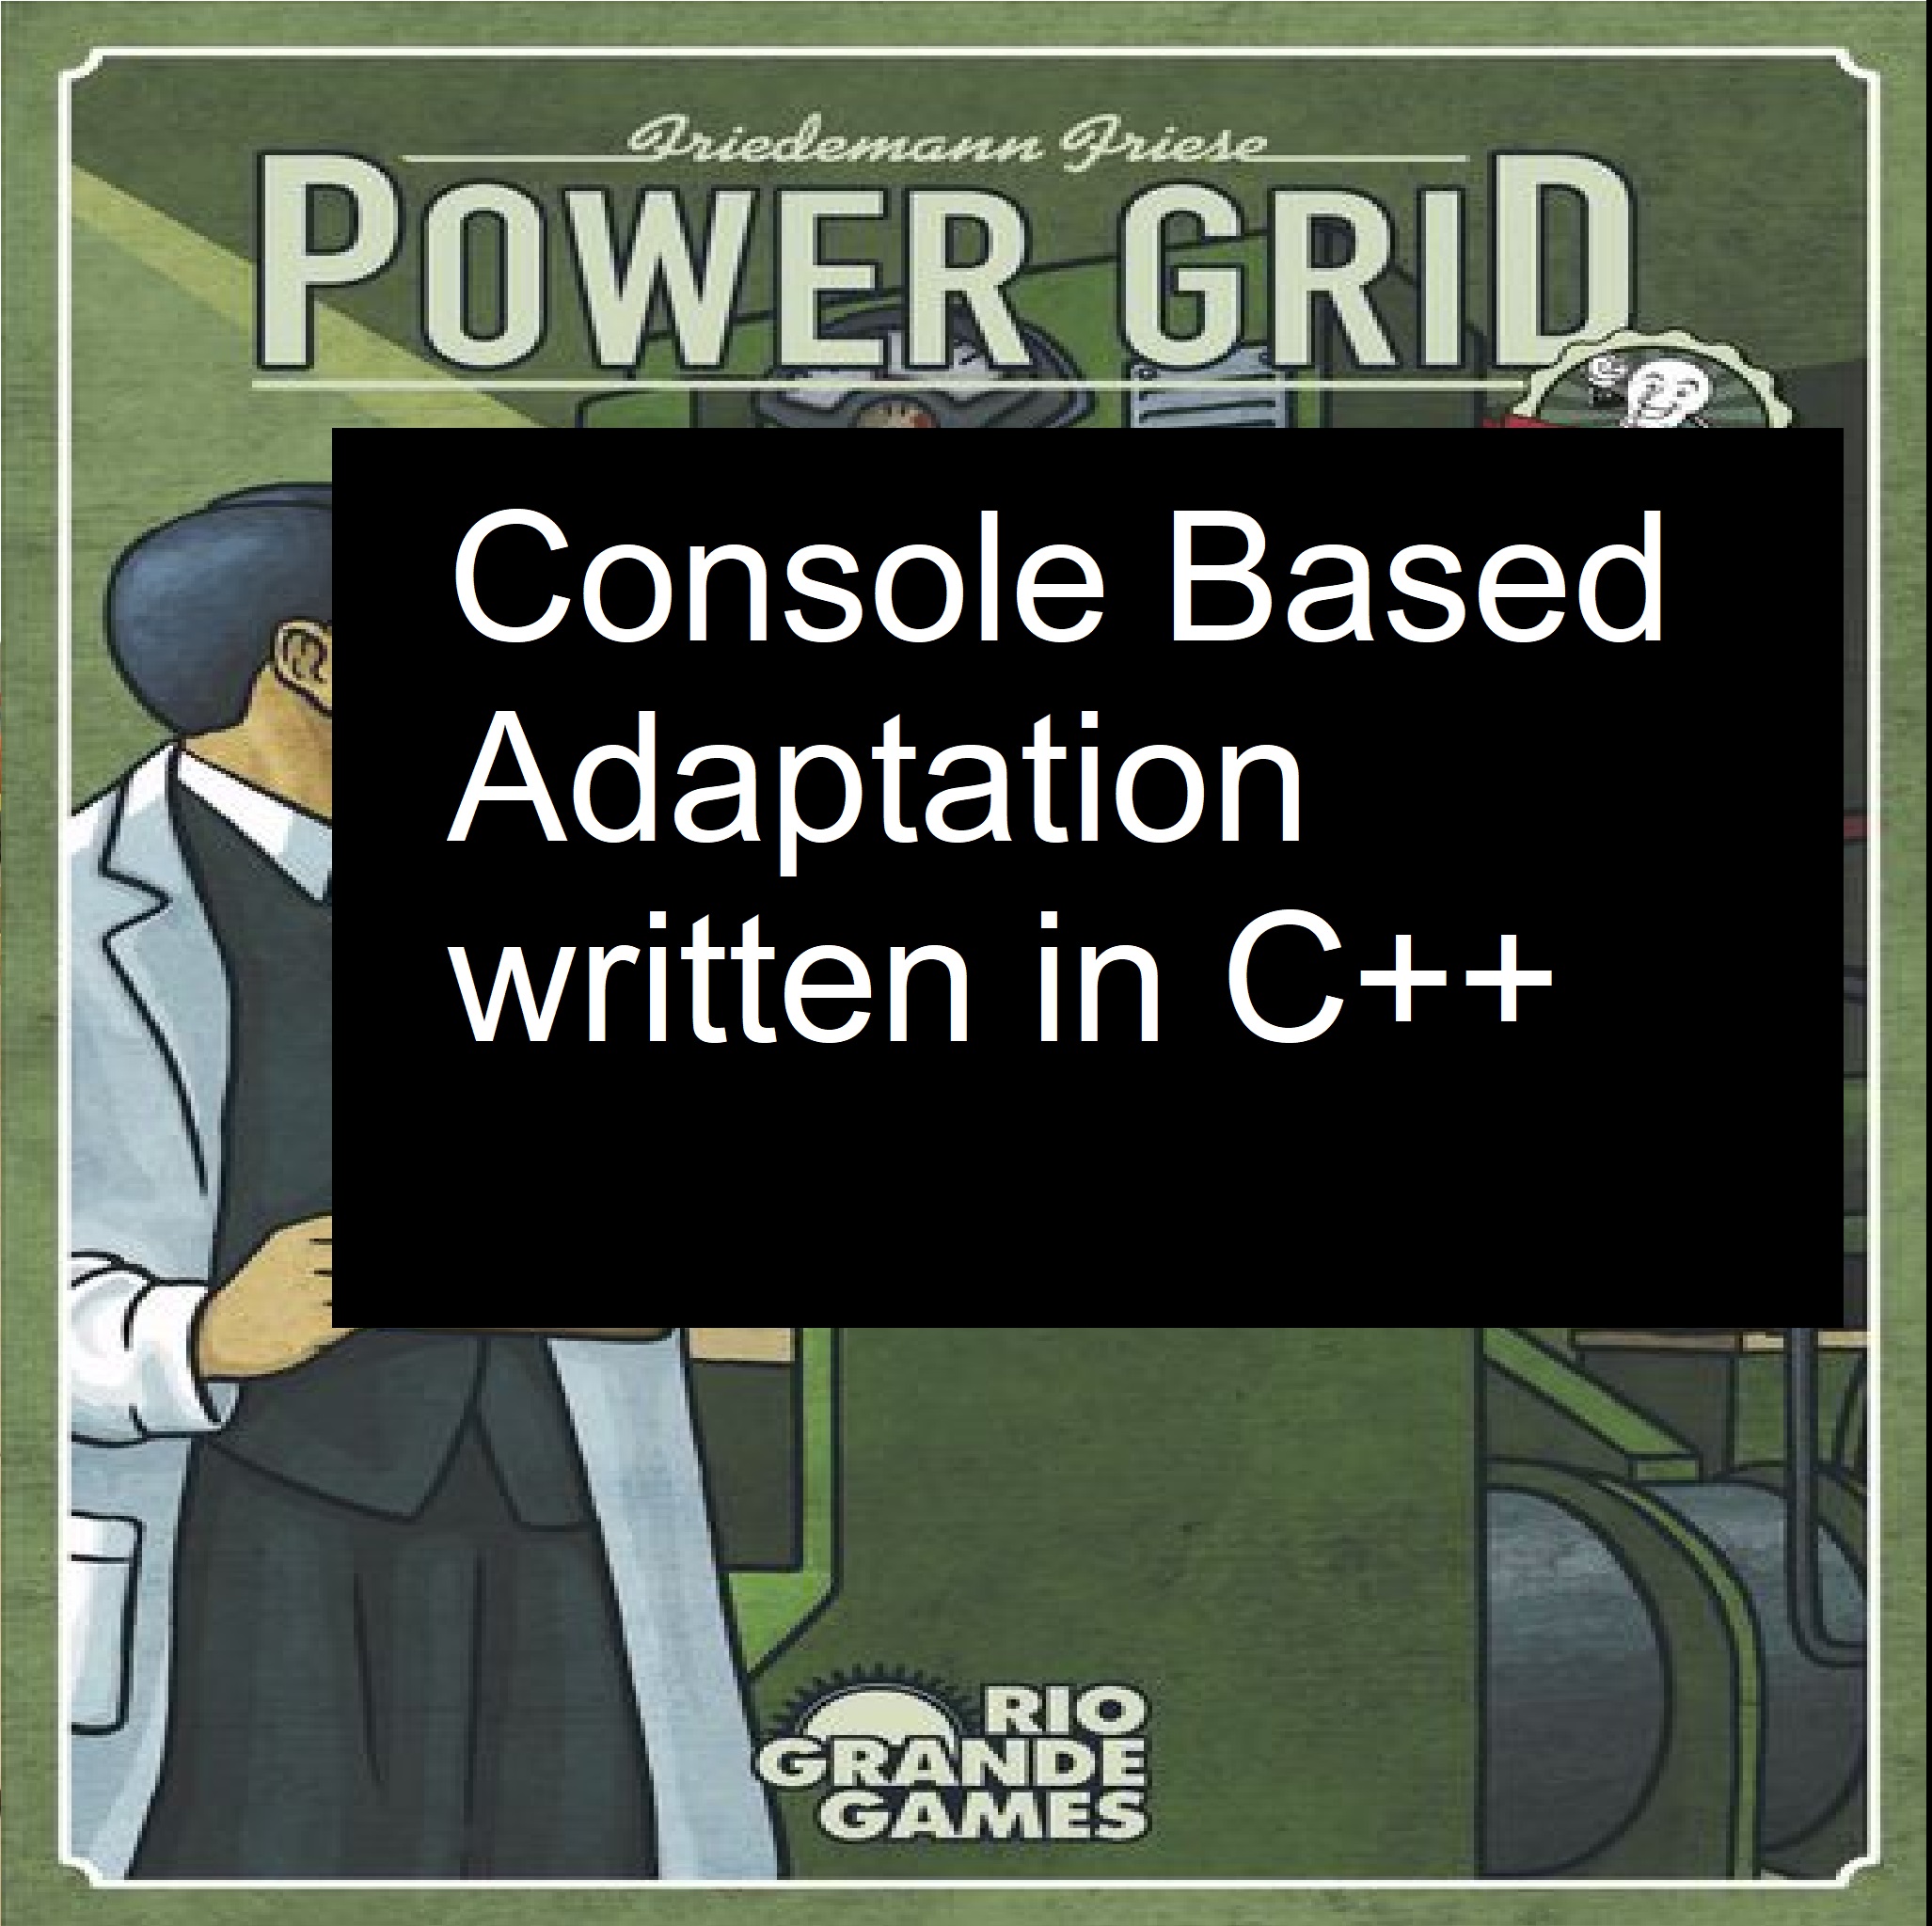 Friedemann Friese
POWER GRID
Console Based
Adaptation
written in C++
RIO
GRANDE
GAMES